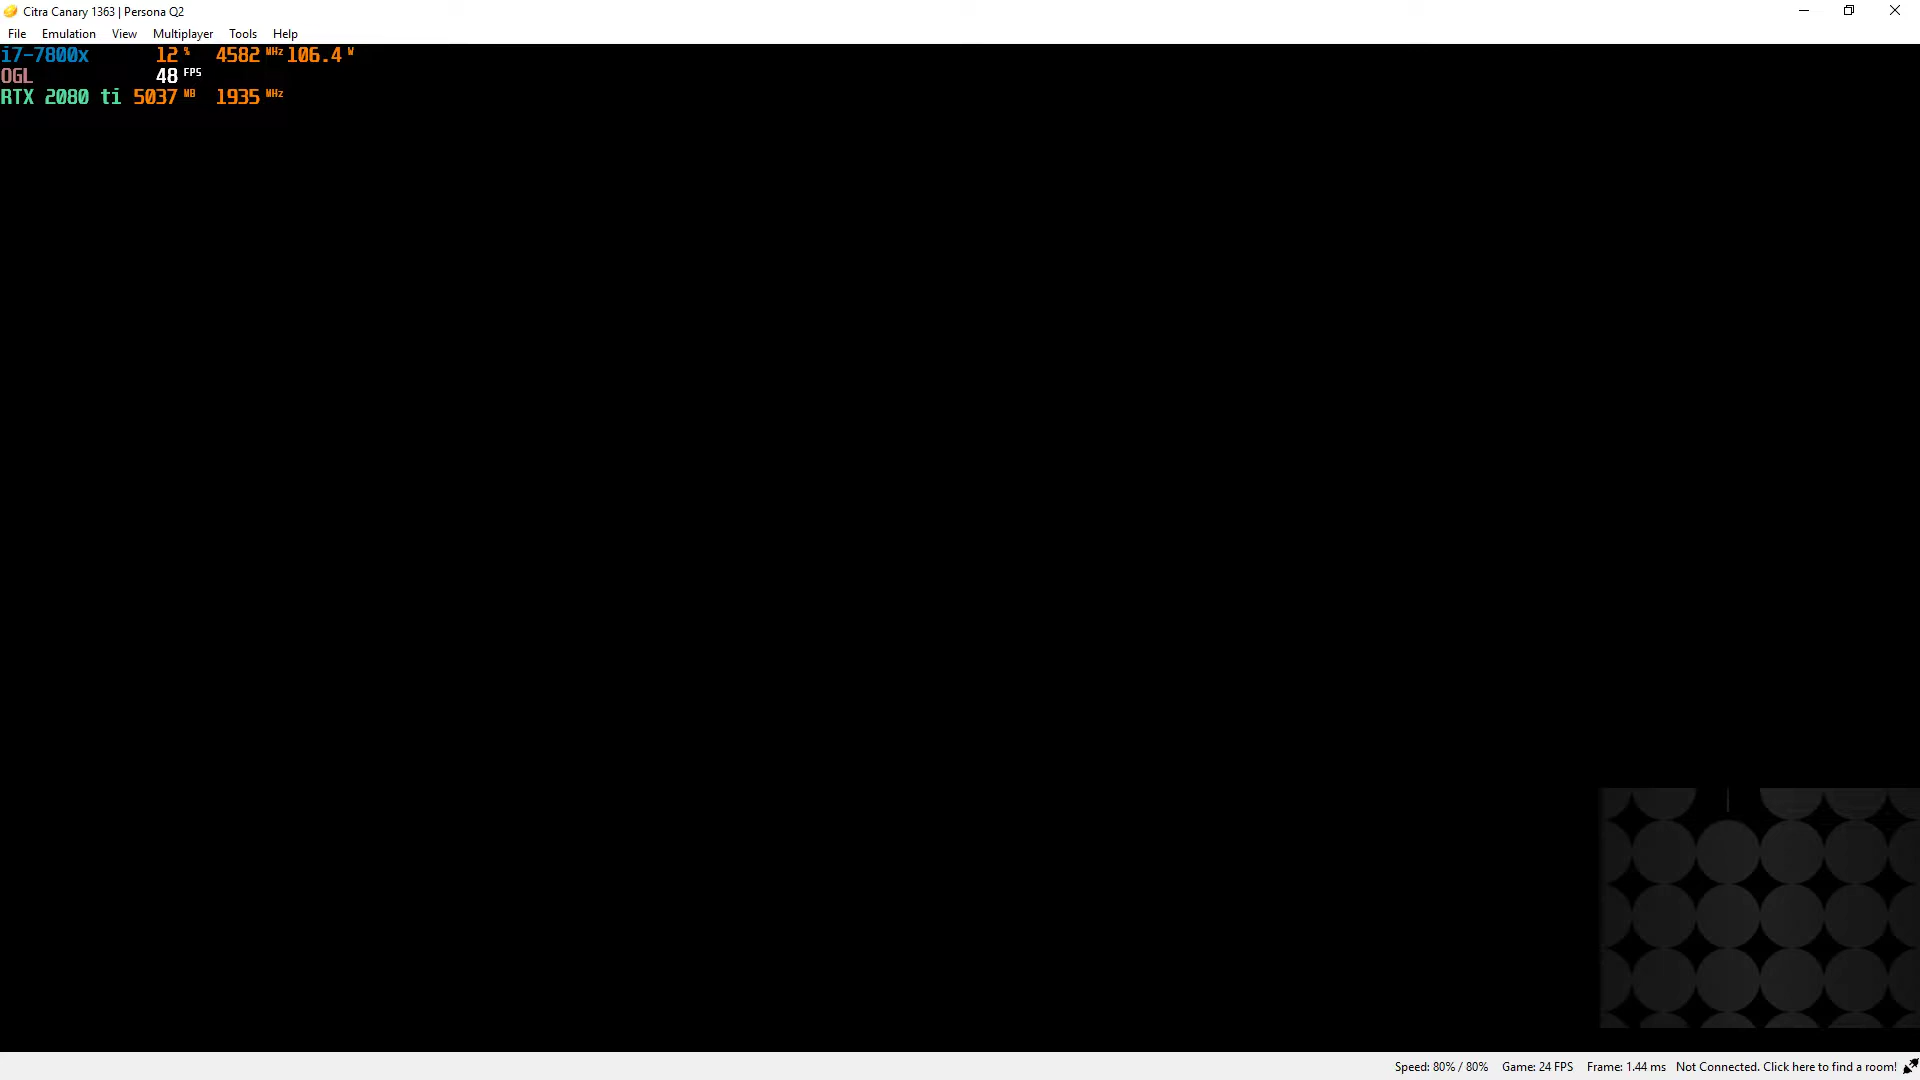 Citra Canary 1363 | Persona Q2
File Emulation View Multiplayer Tools Help
i7-7800x 12 % 4582 MHz 106.4 W
OGL 48 FPS
RTX 2080 ti 5037 MB 1935 MHz
Speed: 80% / 80% Game: 24 FPS Frame: 1.44 ms Not Connected. Click here to find a room!